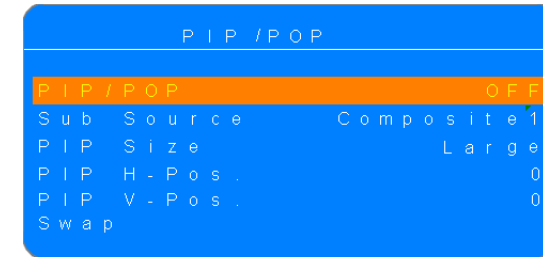 PIP/POP
PIP/POP OFF
Sub Source Composite1
PIP Size Large
PIP H-Pos. 0
PIP V-Pos. 0
Swap